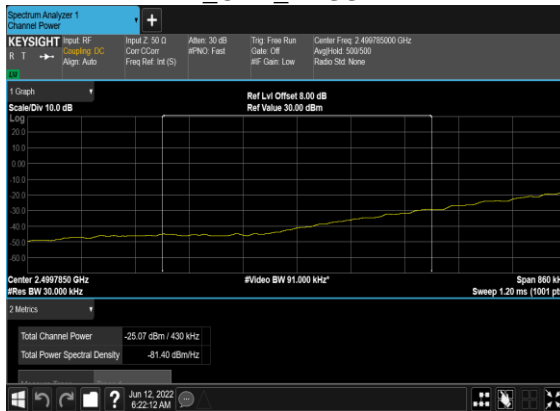 Spectrum Analyzer 1
Channel Power
KEYSIGHT
R T
Input: RF
Coupling: DC
Align: Auto
Input Z: 50 Ω
Corr CCorr
Freq Ref: Int (S)
Atten: 30 dB
#PNO: Fast
Trig: Free Run
Gate: Off
#IF Gain: Low
Center Freq: 2.499785000 GHz
Avg|Hold: 500/500
Radio Std: None
1 Graph
Scale/Div 10.0 dB
Ref Lvl Offset 8.00 dB
Ref Value 30.00 dBm
Log
20.0
10.0
0.00
-10.0
-20.0
-30.0
-40.0
-50.0
-60.0
Center 2.4997850 GHz
#Video BW 91.000 kHz*
#Res BW 30.000 kHz
Sweep 1.20 ms (1001
2 Metrics
Total Channel Power -25.07 dBm / 430 kHz
Total Power Spectral Density -81.40 dBm/Hz
Jun 12, 2022
6:22:12 AM